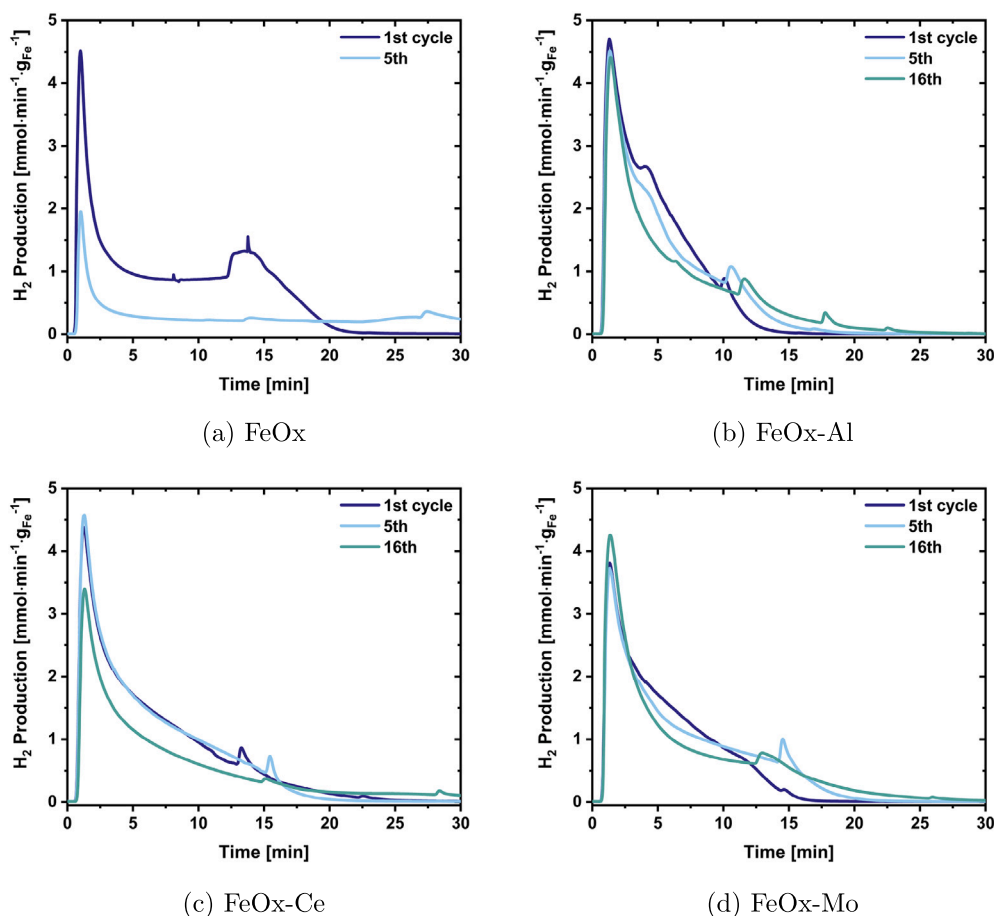 H₂ Production [mmol·min⁻¹·g_Fe⁻¹]
5
4
3
2
1
0
1st cycle
5th
0 5 10 15 20 25 30
Time [min]
(a) FeOx
H₂ Production [mmol·min⁻¹·g_Fe⁻¹]
5
4
3
2
1
0
1st cycle
5th
16th
0 5 10 15 20 25 30
Time [min]
(b) FeOx-Al
H₂ Production [mmol·min⁻¹·g_Fe⁻¹]
5
4
3
2
1
0
1st cycle
5th
16th
0 5 10 15 20 25 30
Time [min]
(c) FeOx-Ce
H₂ Production [mmol·min⁻¹·g_Fe⁻¹]
5
4
3
2
1
0
1st cycle
5th
16th
0 5 10 15 20 25 30
Time [min]
(d) FeOx-Mo